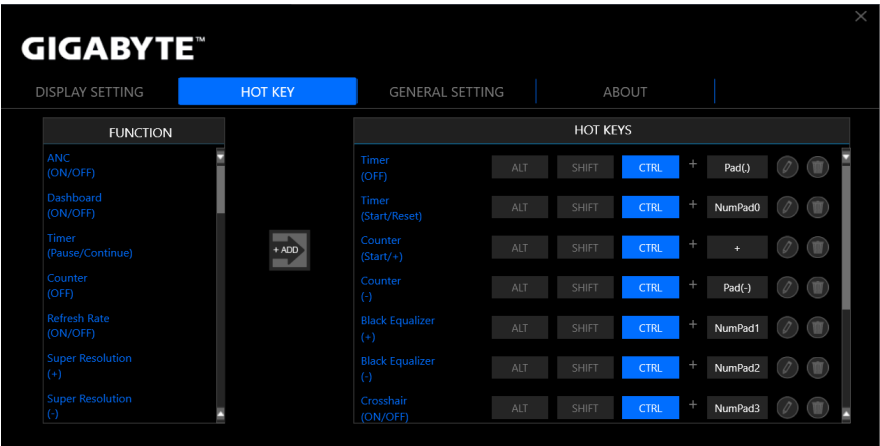 GIGABYTE™
DISPLAY SETTING HOT KEY GENERAL SETTING ABOUT
FUNCTION
ANC
(ON/OFF)
Dashboard
(ON/OFF)
Timer
(Pause/Continue)
Counter
(OFF)
Refresh Rate
(ON/OFF)
Super Resolution
(+)
Super Resolution
(-)
+ ADD
HOT KEYS
Timer
(OFF)
ALT SHIFT CTRL + Pad(.)
Timer
(Start/Reset)
ALT SHIFT CTRL + NumPad0
Counter
(Start/+)
ALT SHIFT CTRL + +
Counter
(-)
ALT SHIFT CTRL + Pad(-)
Black Equalizer
(+)
ALT SHIFT CTRL + NumPad1
Black Equalizer
(-)
ALT SHIFT CTRL + NumPad2
Crosshair
(ON/OFF)
ALT SHIFT CTRL + NumPad3